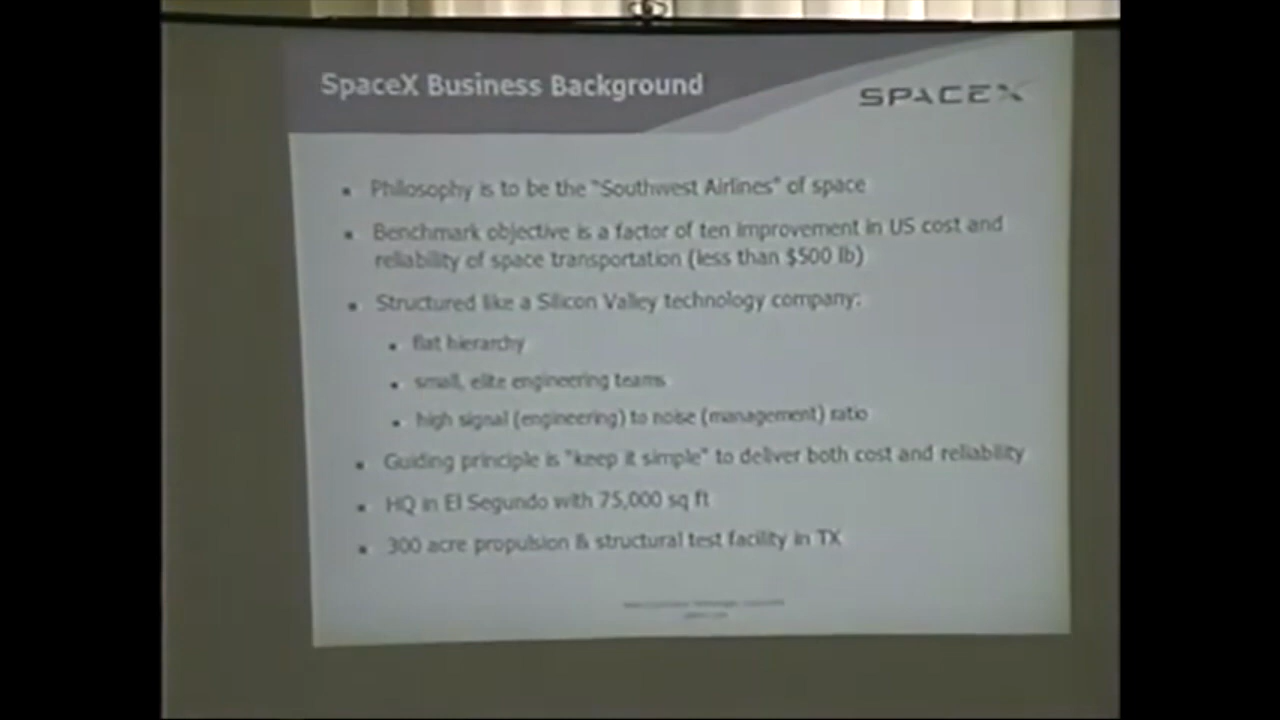 SpaceX Business Background
SPACEX
Philosophy is to be the "Southwest Airlines" of space
Benchmark objective is a factor of ten improvement in US cost and
reliability of space transportation (less than $500 lb)
Structured like a Silicon Valley technology company:
flat hierarchy
small, elite engineering teams
high signal (engineering) to noise (management) ratio
Guiding principle is "keep it simple" to deliver both cost and reliability
HQ in El Segundo with 75,000 sq ft
300 acre propulsion & structural test facility in TX